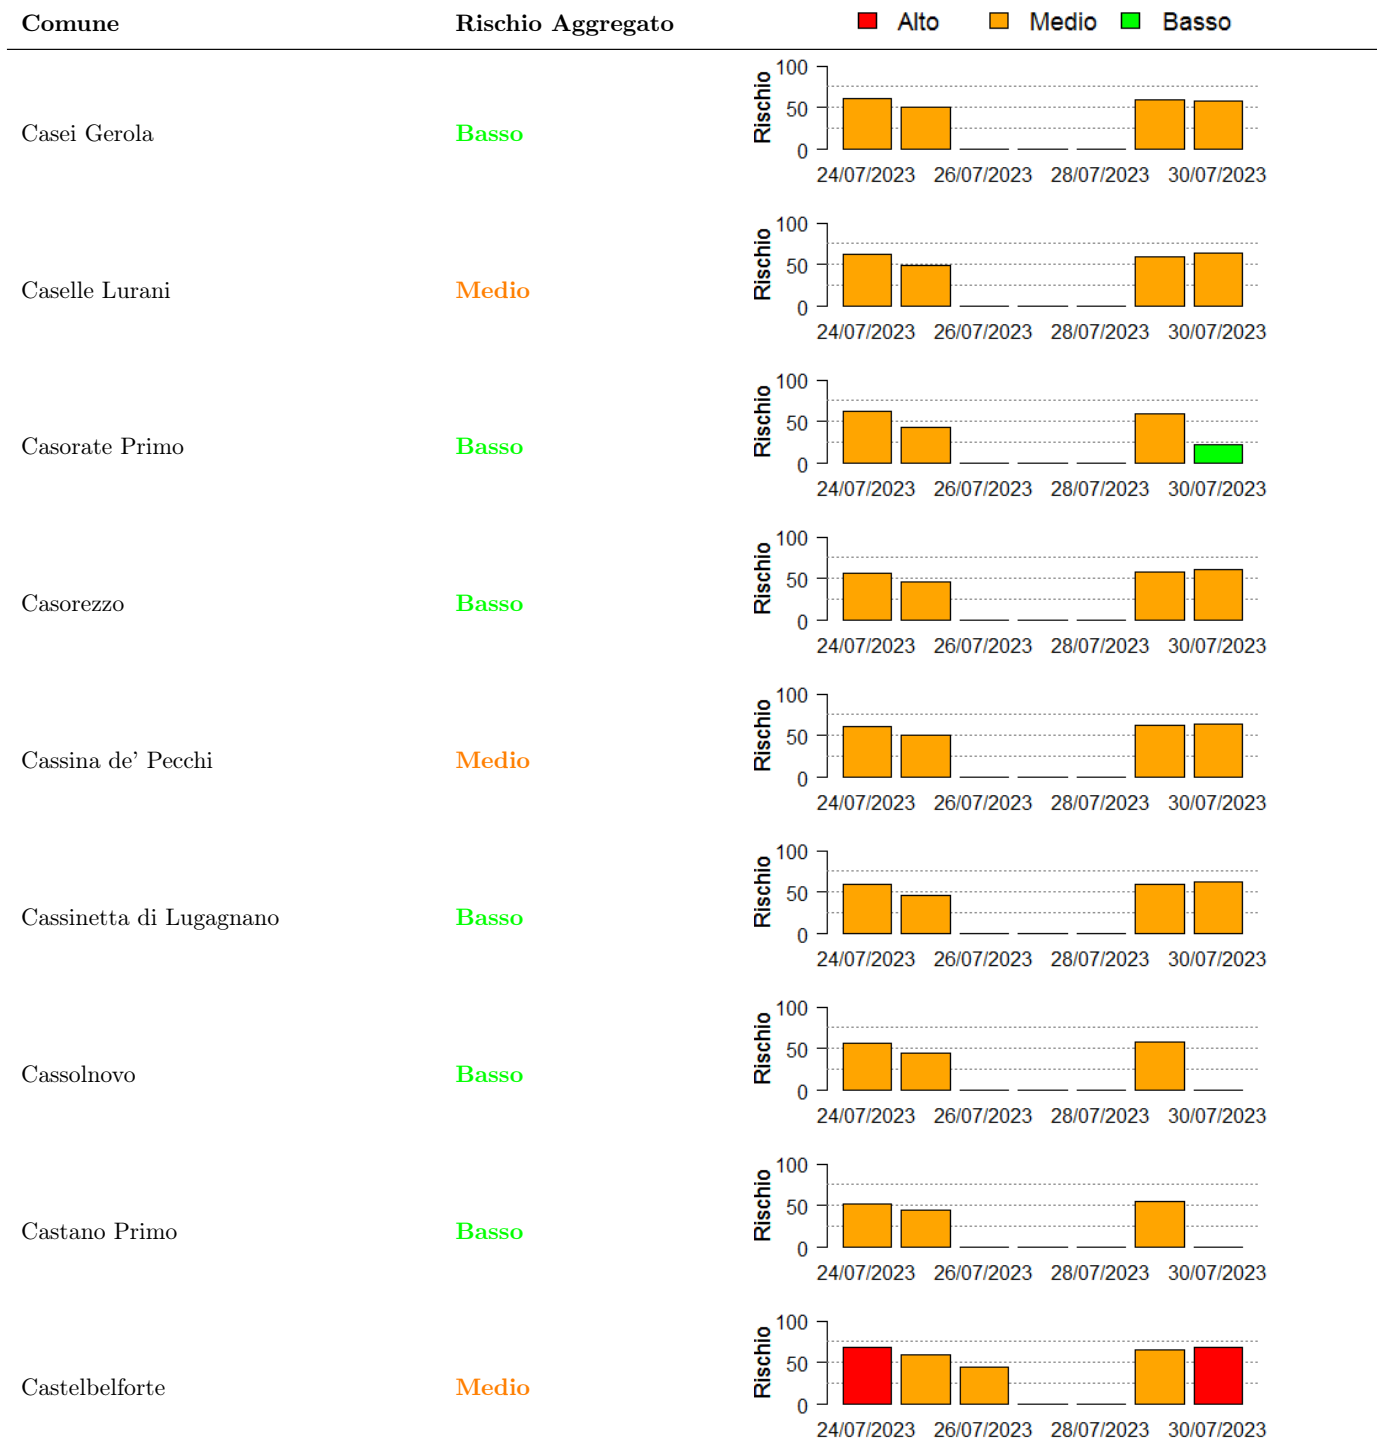 Comune Rischio Aggregato Alto Medio Basso
100
50
0
Rischio
Casei Gerola Basso
24/07/2023 26/07/2023 28/07/2023 30/07/2023
100
50
0
Rischio
Caselle Lurani Medio
24/07/2023 26/07/2023 28/07/2023 30/07/2023
100
50
0
Rischio
Casorate Primo Basso
24/07/2023 26/07/2023 28/07/2023 30/07/2023
100
50
0
Rischio
Casorezzo Basso
24/07/2023 26/07/2023 28/07/2023 30/07/2023
100
50
0
Rischio
Cassina de' Pecchi Medio
24/07/2023 26/07/2023 28/07/2023 30/07/2023
100
50
0
Rischio
Cassinetta di Lugagnano Basso
24/07/2023 26/07/2023 28/07/2023 30/07/2023
100
50
0
Rischio
Cassolnovo Basso
24/07/2023 26/07/2023 28/07/2023 30/07/2023
100
50
0
Rischio
Castano Primo Basso
24/07/2023 26/07/2023 28/07/2023 30/07/2023
100
50
0
Rischio
Castelbelforte Medio
24/07/2023 26/07/2023 28/07/2023 30/07/2023